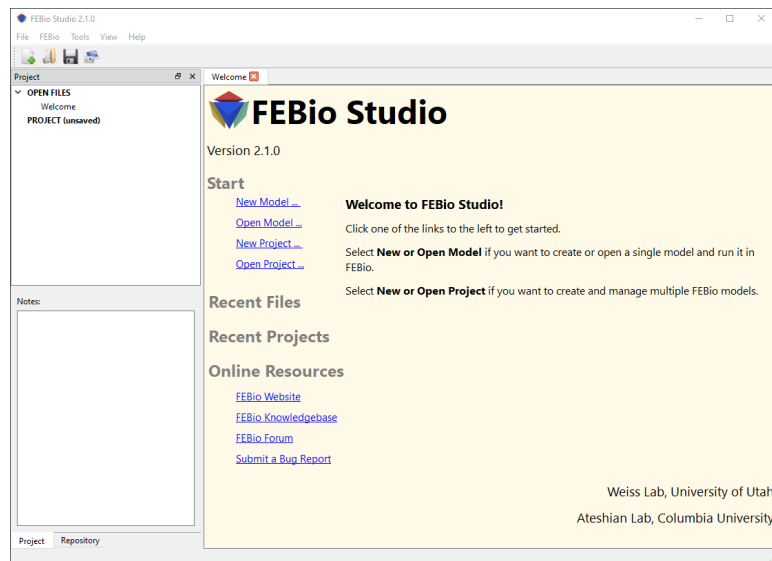 FEBio Studio 2.1.0
File FEBio Tools View Help
Project
Welcome
OPEN FILES
Welcome
PROJECT (unsaved)
Notes:
Project Repository
FEBio Studio
Version 2.1.0
Start
New Model ...
Open Model ...
New Project ...
Open Project ...
Welcome to FEBio Studio!
Click one of the links to the left to get started.
Select New or Open Model if you want to create or open a single model and run it in
FEBio.
Select New or Open Project if you want to create and manage multiple FEBio models.
Recent Files
Recent Projects
Online Resources
FEBio Website
FEBio Knowledgebase
FEBio Forum
Submit a Bug Report
Weiss Lab, University of Utah
Ateshian Lab, Columbia University